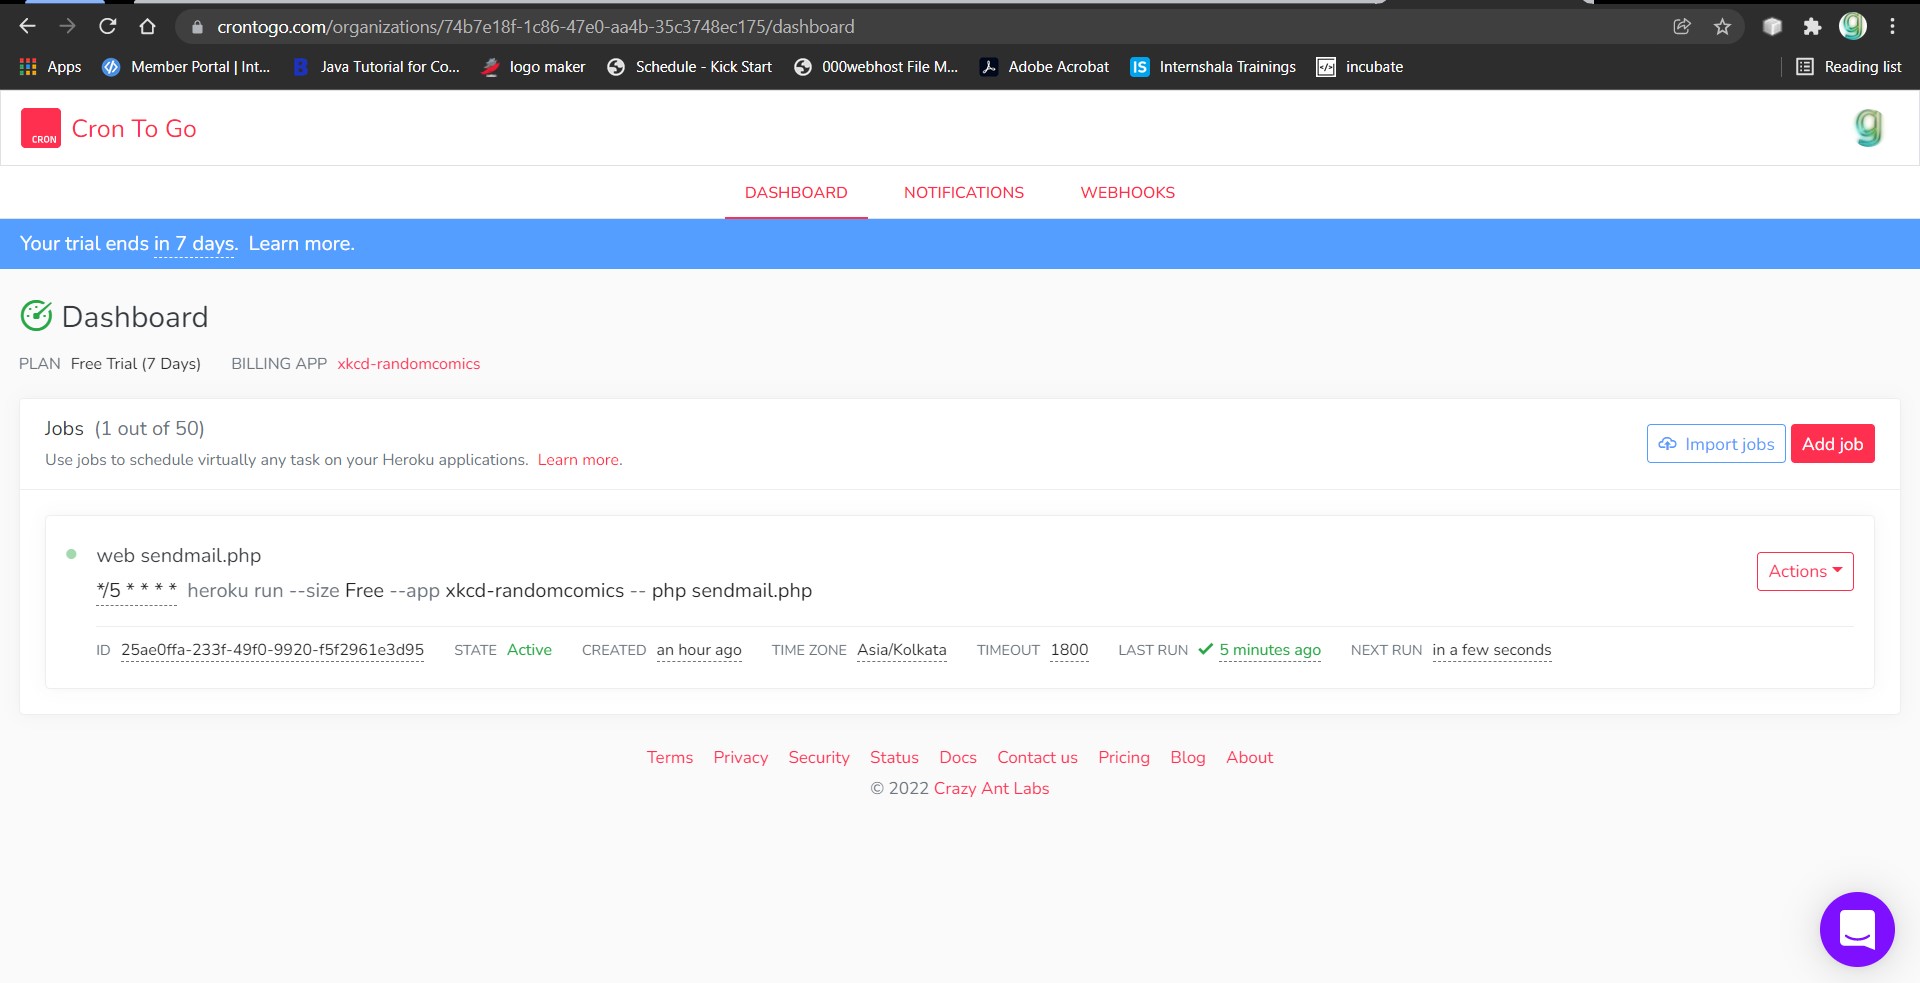 crontogo.com/organizations/74b7e18f-1c86-47e0-aa4b-35c3748ec175/dashboard
Apps Member Portal | Int... Java Tutorial for Co... logo maker Schedule - Kick Start 000webhost File M... Adobe Acrobat IS Internshala Trainings incubate Reading list
CRON Cron To Go
DASHBOARD NOTIFICATIONS WEBHOOKS
Your trial ends in 7 days. Learn more.
Dashboard
PLAN Free Trial (7 Days) BILLING APP xkcd-randomcomics
Jobs (1 out of 50)
Use jobs to schedule virtually any task on your Heroku applications. Learn more.
Import jobs Add job
web sendmail.php
*/5 * * * * heroku run --size Free --app xkcd-randomcomics -- php sendmail.php
Actions
ID 25ae0ffa-233f-49f0-9920-f5f2961e3d95 STATE Active CREATED an hour ago TIME ZONE Asia/Kolkata TIMEOUT 1800 LAST RUN 5 minutes ago NEXT RUN in a few seconds
Terms Privacy Security Status Docs Contact us Pricing Blog About
© 2022 Crazy Ant Labs